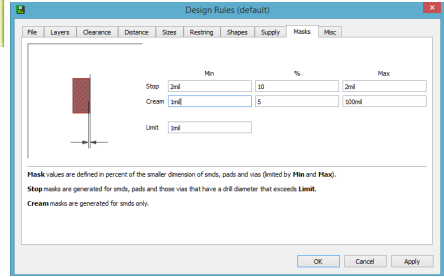 Design Rules (default)
File Layers Clearance Distance Sizes Restring Shapes Supply Masks Misc
Min % Max
Stop 2mil 10 2mil
Cream 1mil 5 100mil
Limit 1mil
Mask values are defined in percent of the smaller dimension of smds, pads and vias (limited by Min and Max).
Stop masks are generated for smds, pads and those vias that have a drill diameter that exceeds Limit.
Cream masks are generated for smds only.
OK Cancel Apply